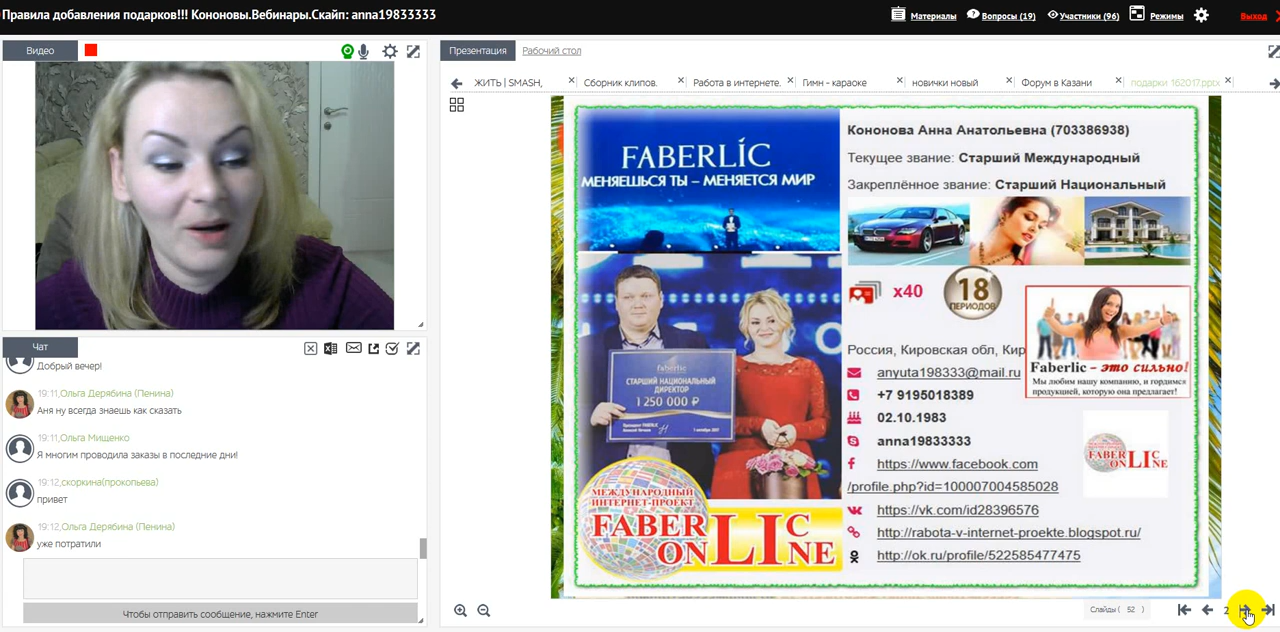 Правила добавления подарков!!! Кононовы.Вебинары.Скайп: anna19833333
Материалы
Вопросы (19)
Участники (96)
Режимы
Выход
Видео
Презентация
Рабочий стол
ЖИТЬ | SMASH,
Сборник клипов.
Работа в интернете.
Гимн - караоке
новички новый
Форум в Казани
подарки 162017.pptx
FABERLIC
МЕНЯЕШЬСЯ ТЫ – МЕНЯЕТСЯ МИР
faberlic
СТАРШИЙ НАЦИОНАЛЬНЫЙ
ДИРЕКТОР
1 250 000 ₽
МЕЖДУНАРОДНЫЙ
ИНТЕРНЕТ-ПРОЕКТ
FABERLIC
ONLINE
Кононова Анна Анатольевна (703386938)
Текущее звание: Старший Международный
Закреплённое звание: Старший Национальный
x40
18
ПЕРИОДОВ
Россия, Кировская обл, Кир
Faberlic - это сильно!
Мы любим нашу компанию, и гордимся
продукцией, которую она предлагает!
anyuta198333@mail.ru
+7 9195018389
02.10.1983
anna19833333
https://www.facebook.com
/profile.php?id=100007004585028
https://vk.com/id28396576
http://rabota-v-internet-proekte.blogspot.ru/
http://ok.ru/profile/522585477475
FABERLIC
ONLINE
Чат
Добрый вечер!
19:11,Ольга Дерябина (Пенина)
Аня ну всегда знаешь как сказать
19:11,Ольга Мищенко
Я многим проводила заказы в последние дни!
19:12,скоркина(прокопьева)
привет
19:12,Ольга Дерябина (Пенина)
уже потратили
Чтобы отправить сообщение, нажмите Enter
Слайды ( 52 )
2